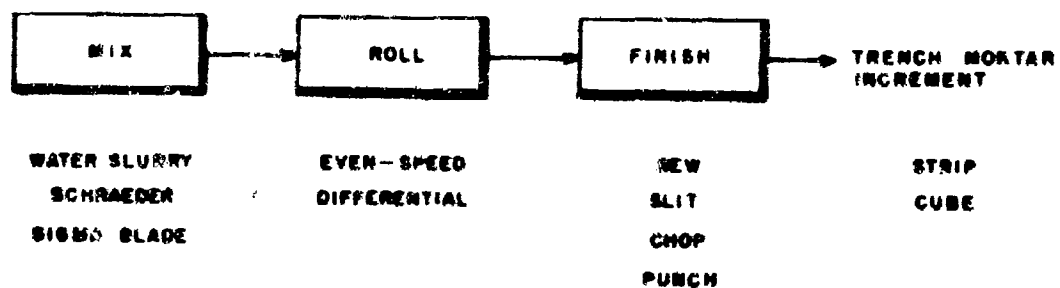 MIX
ROLL
FINISH
TRENCH MORTAR
INCREMENT
WATER SLURRY
EVEN-SPEED
SEW
STRIP
SCHRAEDER
DIFFERENTIAL
SLIT
CUBE
SIGMA BLADE
CHOP
PUNCH